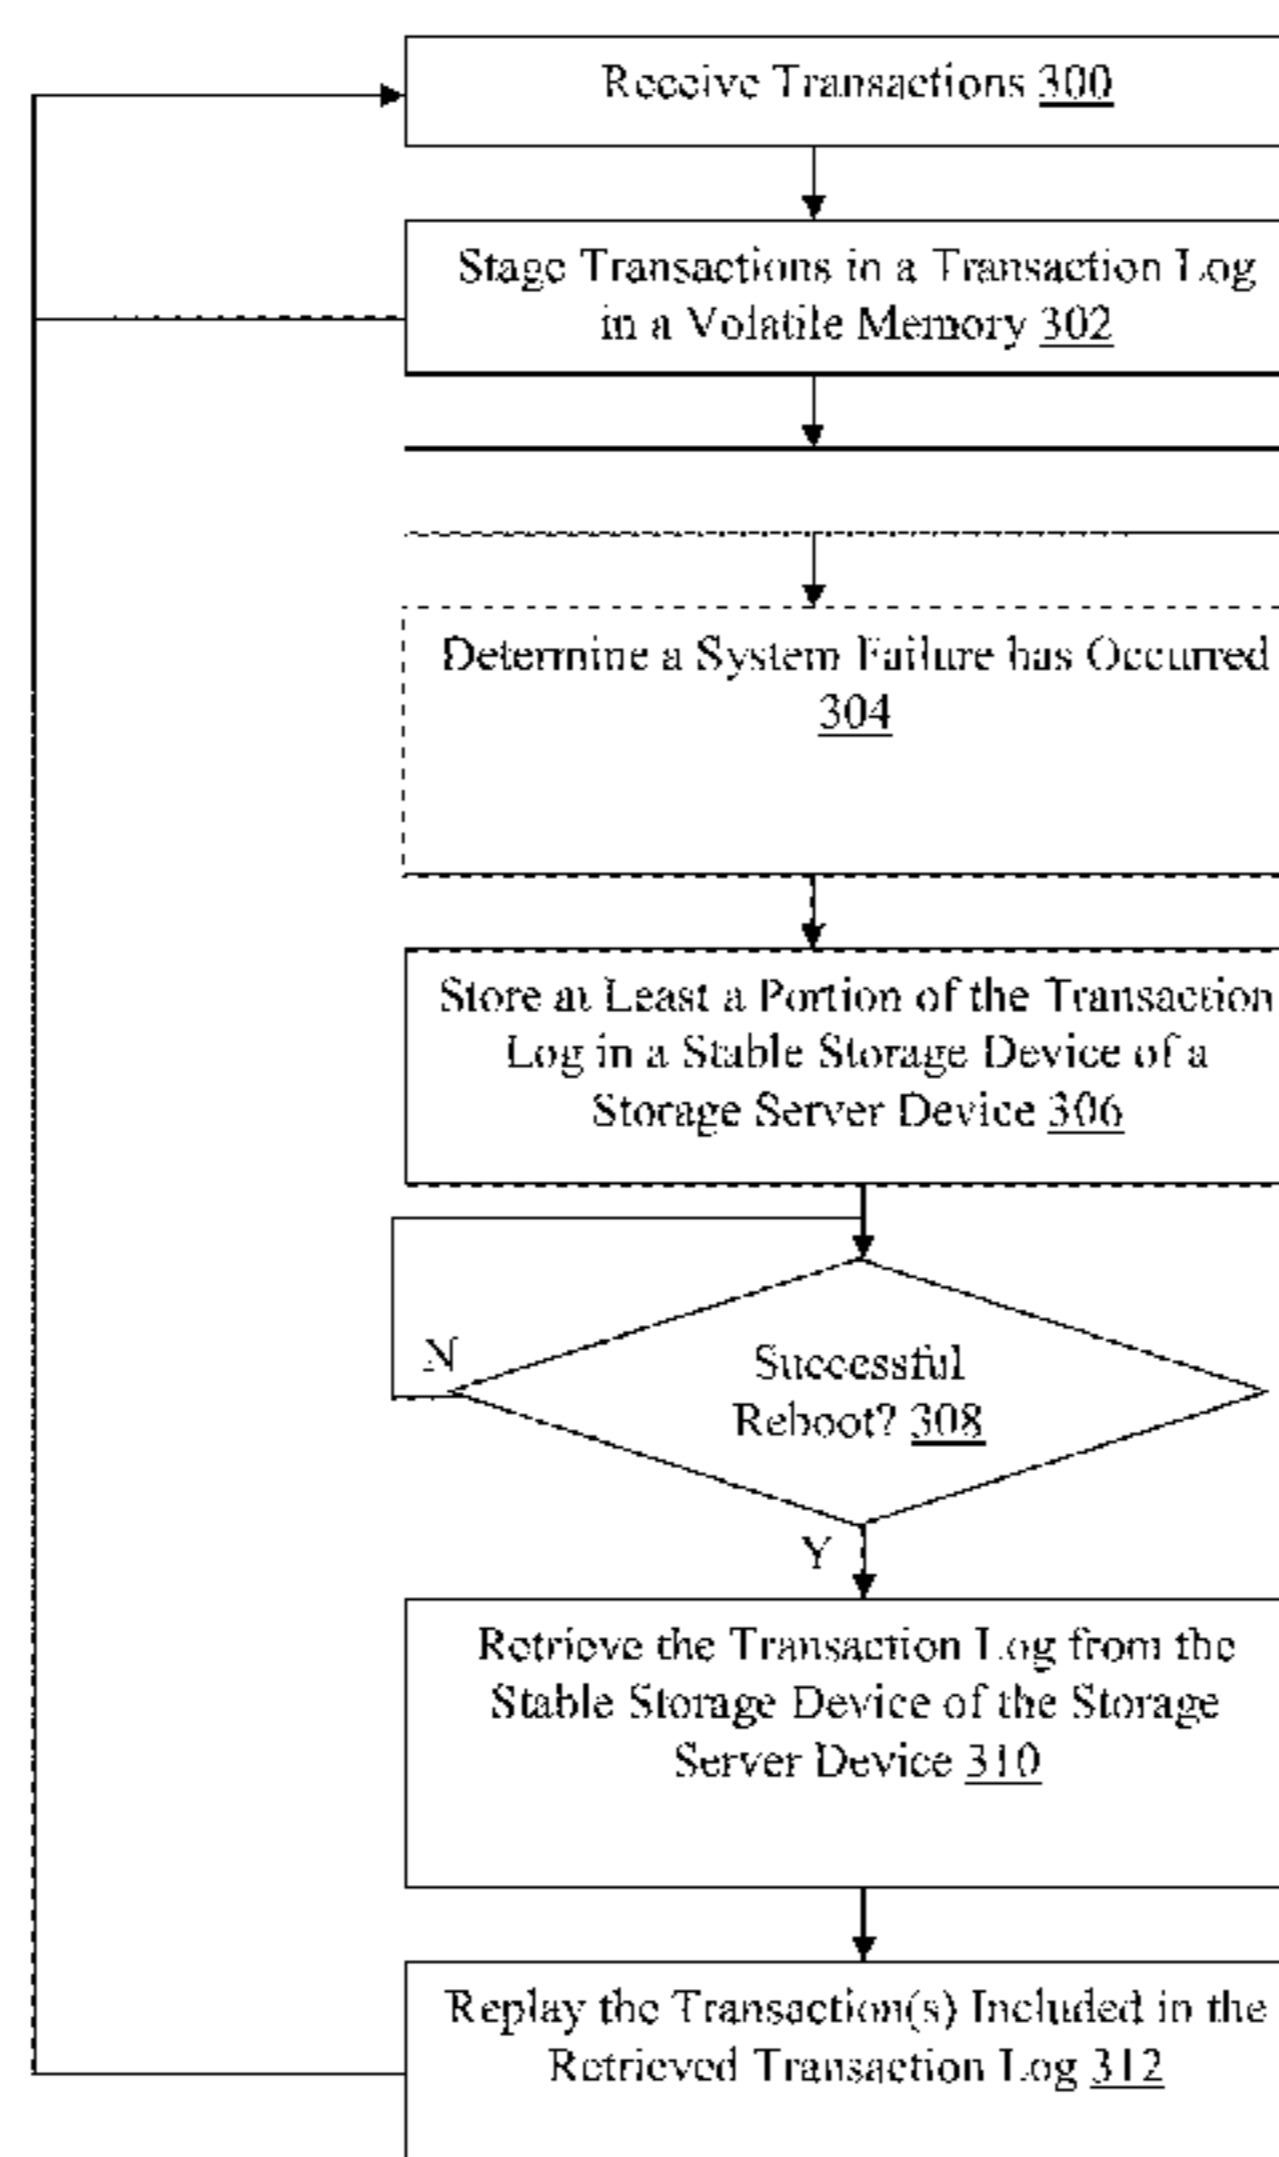 Receive Transactions 300
Stage Transactions in a Transaction Log
in a Volatile Memory 302
Determine a System Failure has Occurred
304
Store at Least a Portion of the Transaction
Log in a Stable Storage Device of a
Storage Server Device 306
N
Successful
Reboot? 308
Y
Retrieve the Transaction Log from the
Stable Storage Device of the Storage
Server Device 310
Replay the Transaction(s) Included in the
Retrieved Transaction Log 312